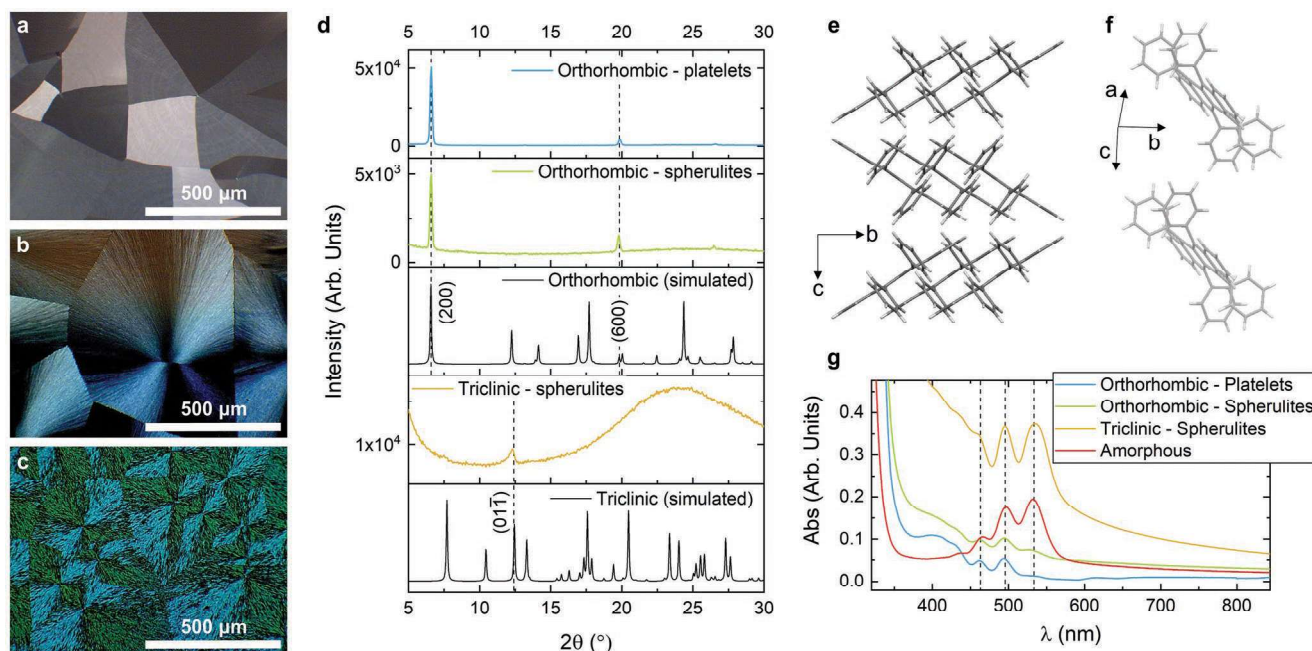 a
500 µm
b
500 µm
c
500 µm
d
5 10 15 20 25 30
5x10⁴
0
Orthorhombic - platelets
5x10³
0
Orthorhombic - spherulites
Orthorhombic (simulated)
(200)
(600)
Triclinic - spherulites
1x10⁴
Triclinic (simulated)
(011̅)
Intensity (Arb. Units)
5 10 15 20 25 30
2θ (°)
e
b
c
f
a
b
c
g
Orthorhombic - Platelets
Orthorhombic - Spherulites
Triclinic - Spherulites
Amorphous
0.4
0.3
0.2
0.1
0.0
Abs (Arb. Units)
400 500 600 700 800
λ (nm)